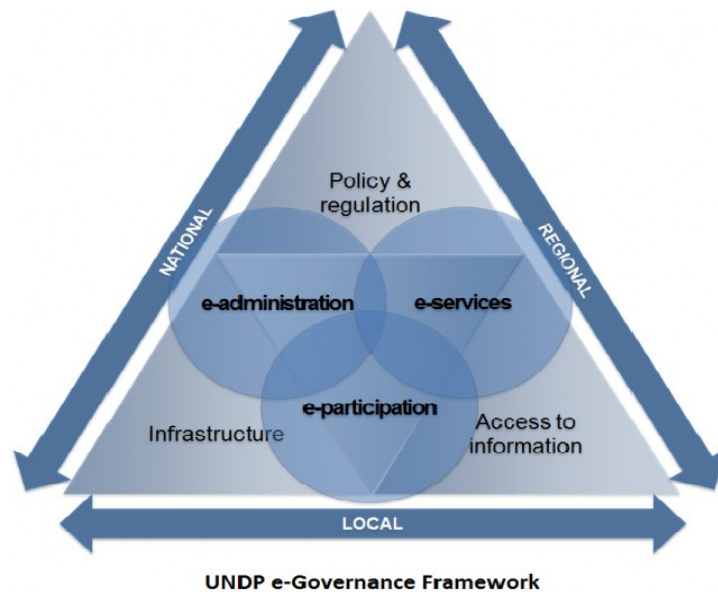 Policy &
regulation
NATIONAL
REGIONAL
e-administration
e-services
e-participation
Infrastructure
Access to
information
LOCAL
UNDP e-Governance Framework